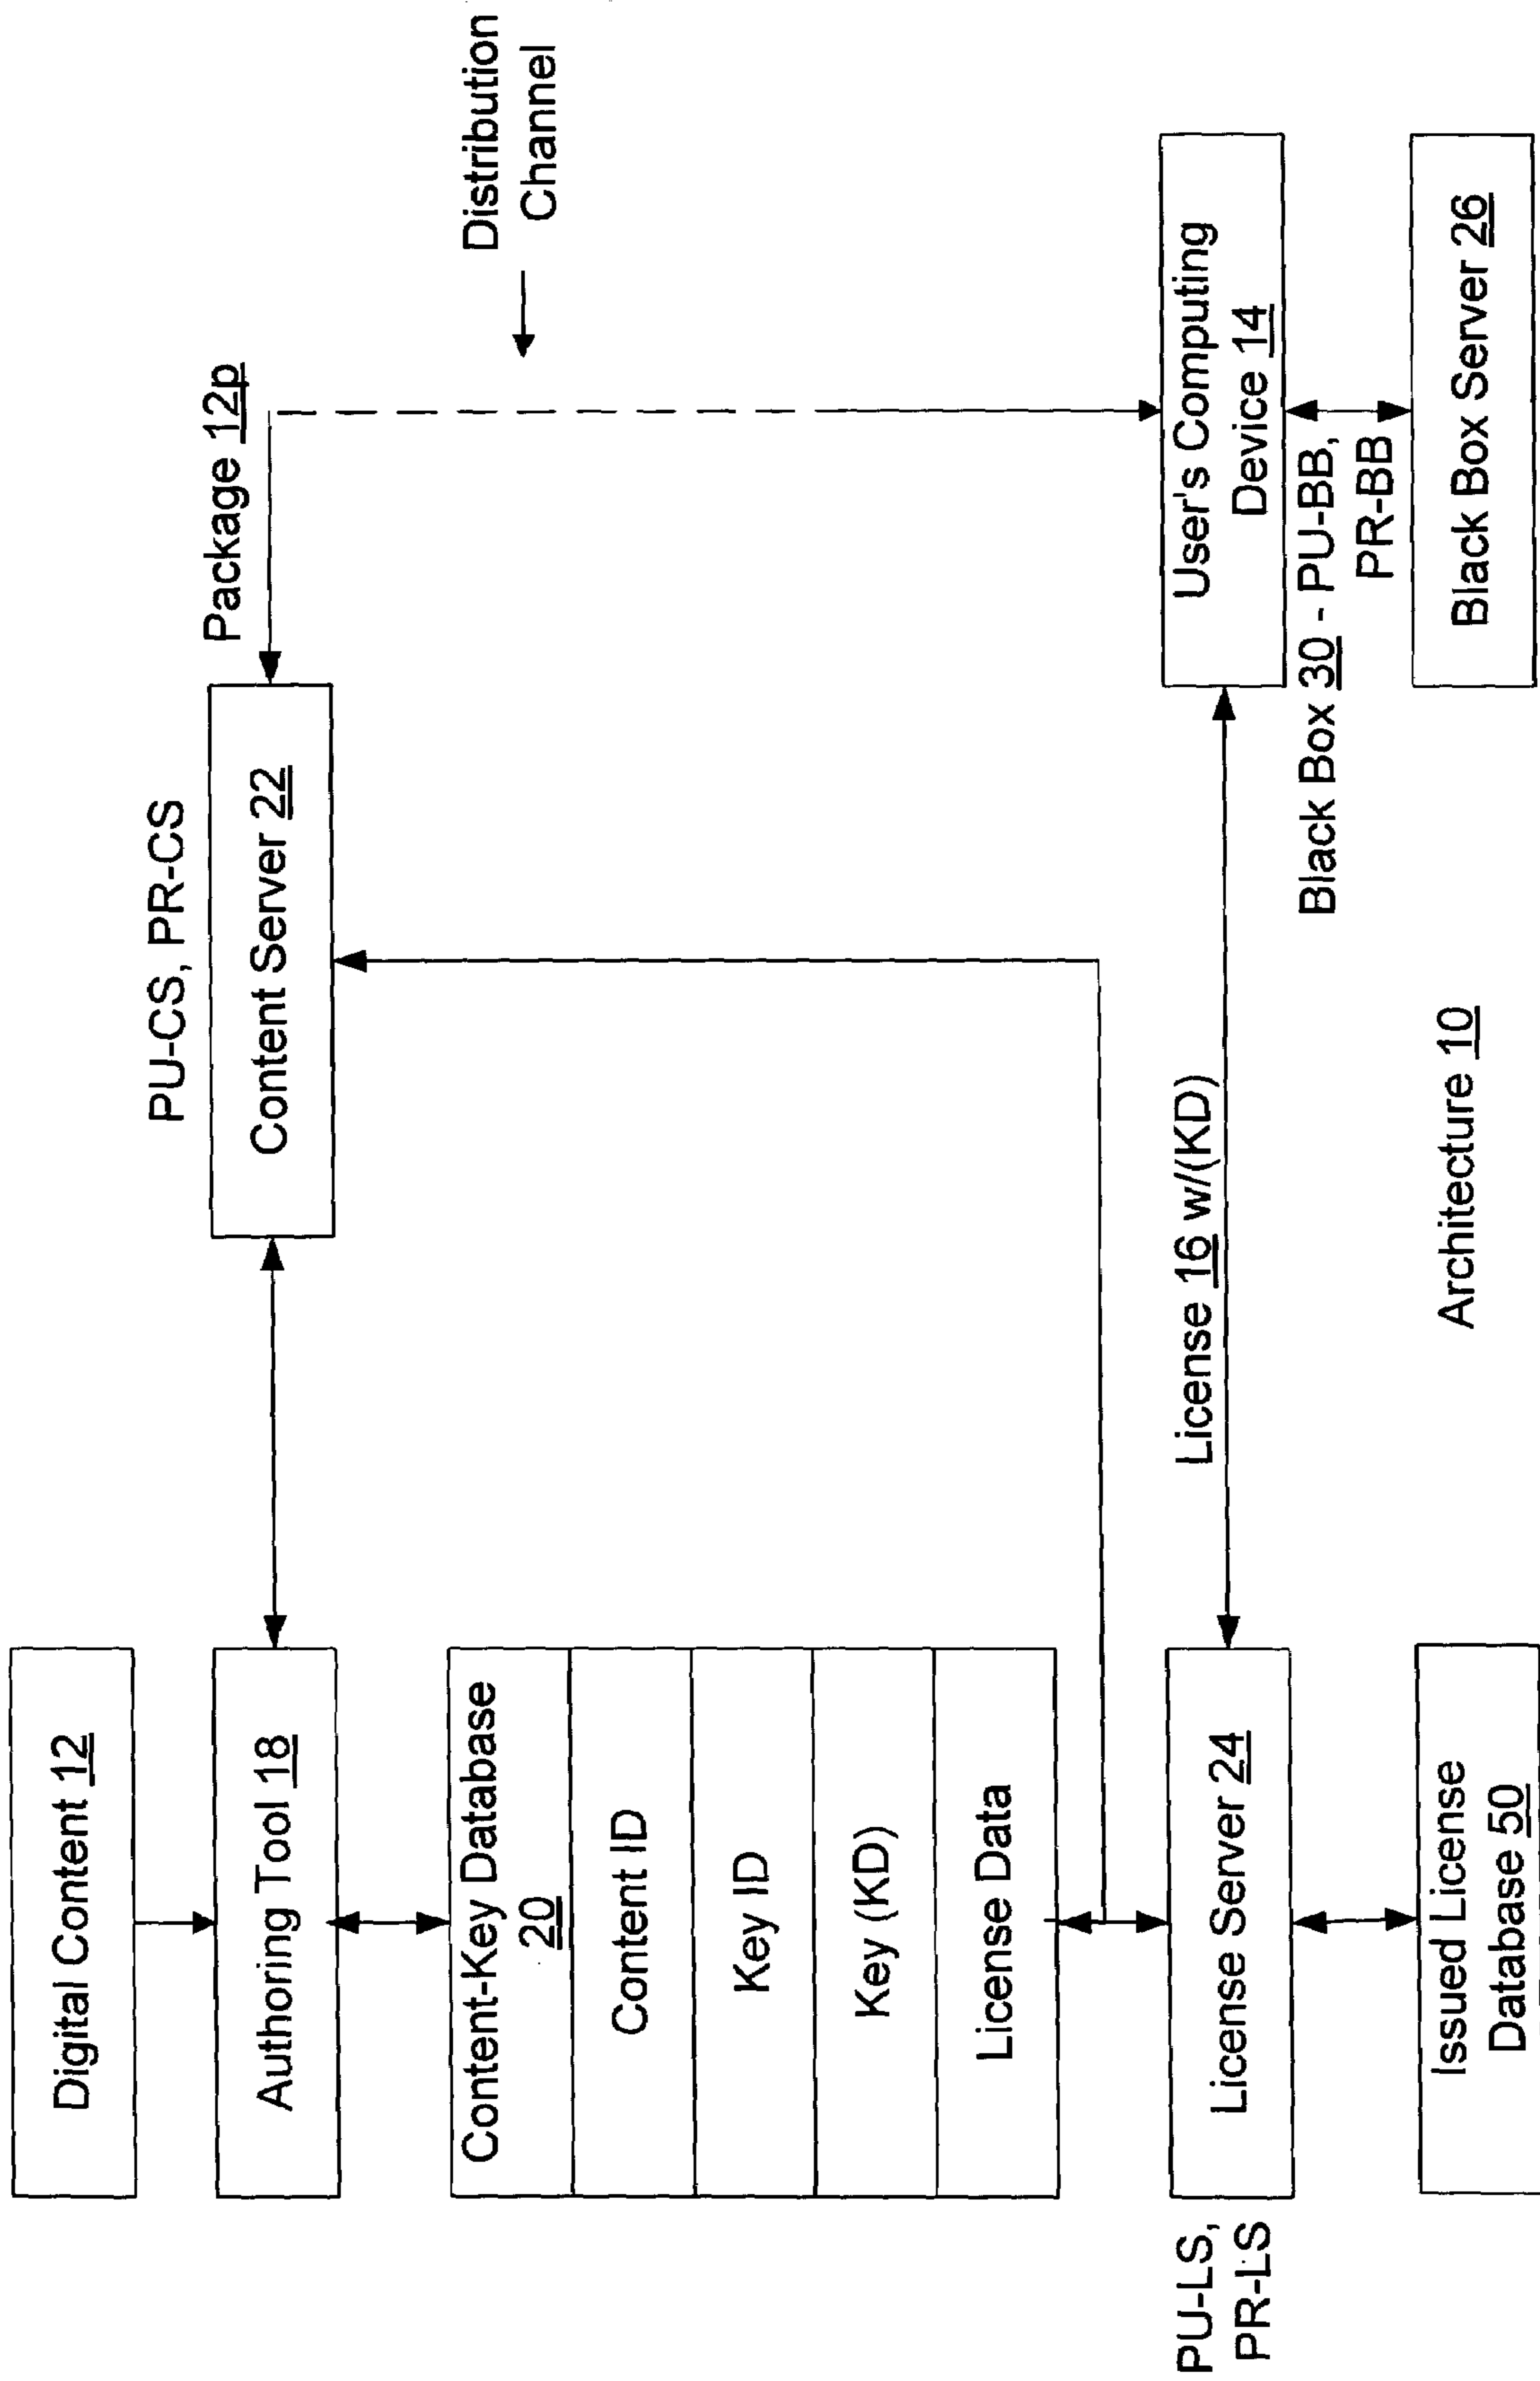 Digital Content 12
Authoring Tool 18
Content-Key Database
20
Content ID
Key ID
Key (KD)
License Data
PU-LS,
PR-LS
License Server 24
Issued License
Database 50
PU-CS, PR-CS
Content Server 22
Package 12p
Distribution
Channel
License 16 w/(KD)
User's Computing
Device 14
Black Box 30 - PU-BB,
PR-BB
Black Box Server 26
Architecture 10